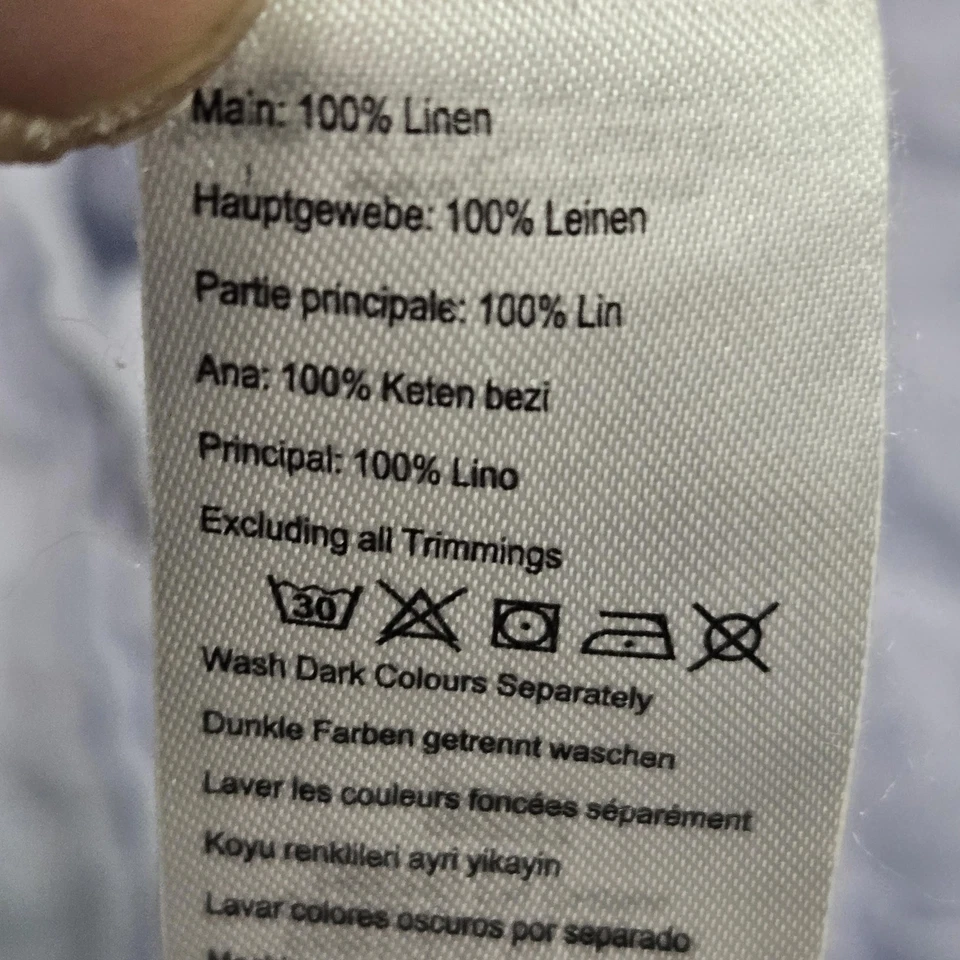 Main: 100% Linen
Hauptgewebe: 100% Leinen
Partie principale: 100% Lin
Ana: 100% Keten bezi
Principal: 100% Lino
Excluding all Trimmings
30
Wash Dark Colours Separately
Dunkle Farben getrennt waschen
Laver les couleurs foncées séparément
Koyu renklileri ayri yikayin
Lavar colores oscuros por separado